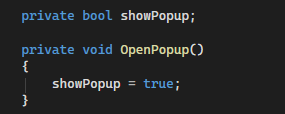 private bool showPopup;
private void OpenPopup()
{
showPopup = true;
}